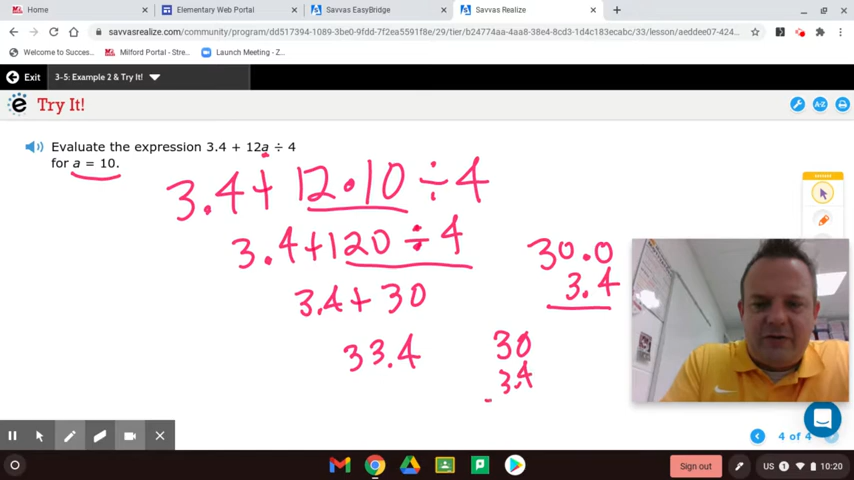 Home
Elementary Web Portal
Savvas EasyBridge
Savvas Realize
savvasrealize.com/community/program/dd517394-1089-3be0-9fdd-7f2ea5591f8e/29/tier/b24774aa-aaa8-38e4-8cd3-1d4c183ecabc/33/lesson/aeddee07-424...
Welcome to Succes...
Milford Portal - Stre...
Launch Meeting - Z...
Exit
3-5: Example 2 & Try It!
Try It!
Evaluate the expression 3.4 + 12a ÷ 4
for a = 10.
3.4 + 12 · 10 ÷ 4
3.4 + 120 ÷ 4
3.4 + 30
33.4
30.0
3.4
30
3.4
4 of 4
Sign out
US
1
10:20